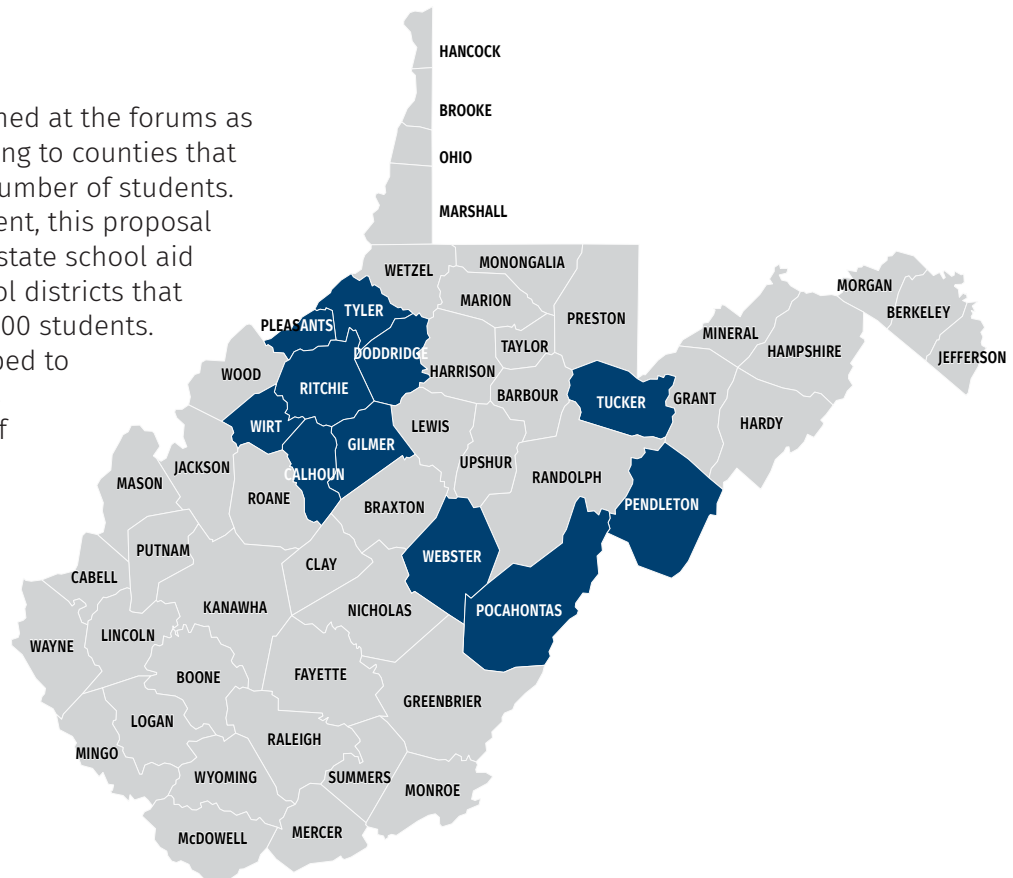 ned at the forums as
ng to counties that
umber of students.
ent, this proposal
state school aid
ol districts that
00 students.
ed to
f
HANCOCK
BROOKE
OHIO
MARSHALL
WETZEL
MONONGALIA
MORGAN
MARION
TYLER
BERKELEY
PLEASANTS
PRESTON
MINERAL
TAYLOR
DODDRIDGE
HAMPSHIRE
JEFFERSON
HARRISON
WOOD
RITCHIE
BARBOUR
GRANT
TUCKER
HARDY
WIRT
LEWIS
GILMER
UPSHUR
JACKSON
CALHOUN
RANDOLPH
MASON
ROANE
PENDLETON
BRAXTON
PUTNAM
WEBSTER
CLAY
CABELL
KANAWHA
NICHOLAS
POCAHONTAS
LINCOLN
WAYNE
FAYETTE
BOONE
GREENBRIER
LOGAN
RALEIGH
MINGO
WYOMING
SUMMERS
MONROE
MERCER
McDOWELL